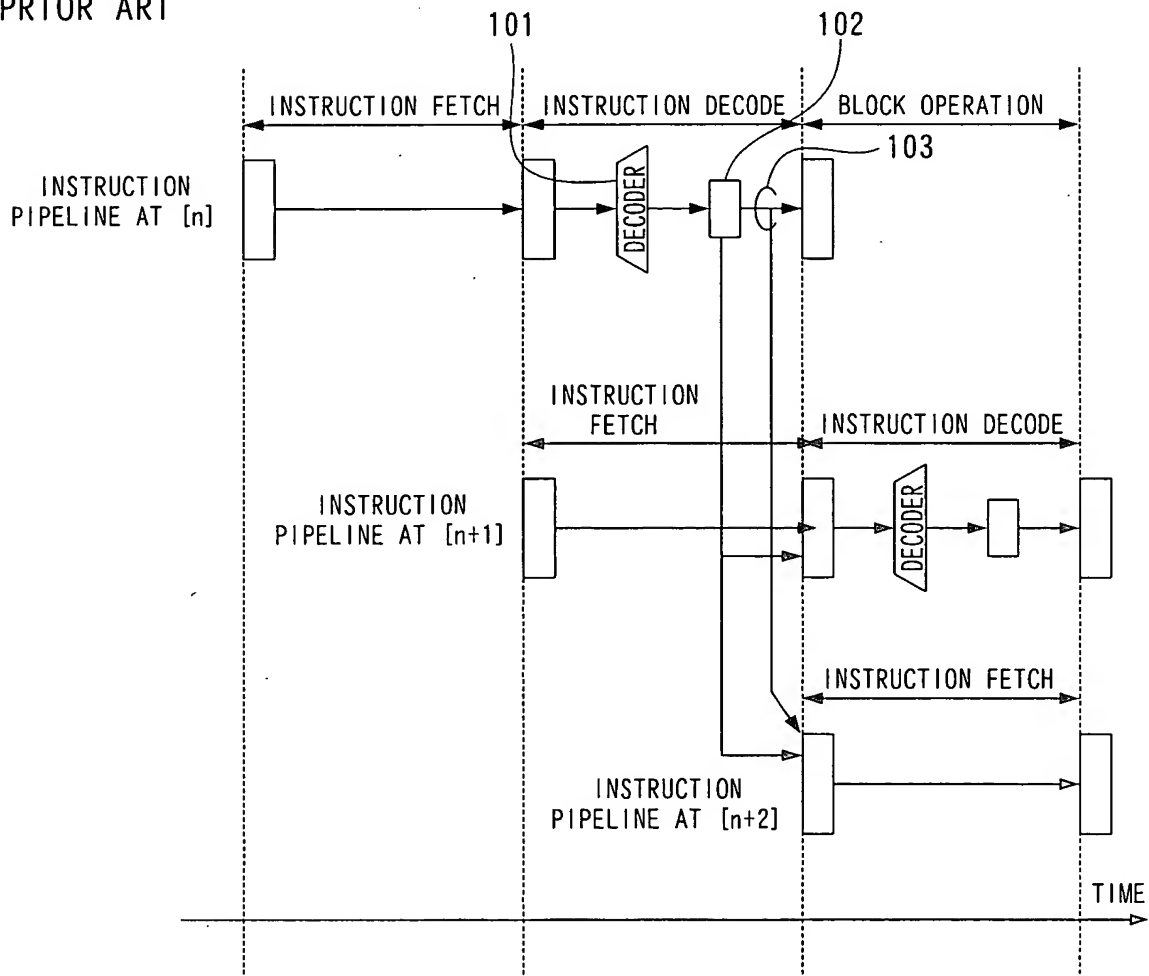 PRIOR ART
101
102
INSTRUCTION FETCH
INSTRUCTION DECODE
BLOCK OPERATION
103
INSTRUCTION
PIPELINE AT [n]
DECODER
INSTRUCTION
FETCH
INSTRUCTION DECODE
INSTRUCTION
PIPELINE AT [n+1]
DECODER
INSTRUCTION FETCH
INSTRUCTION
PIPELINE AT [n+2]
TIME